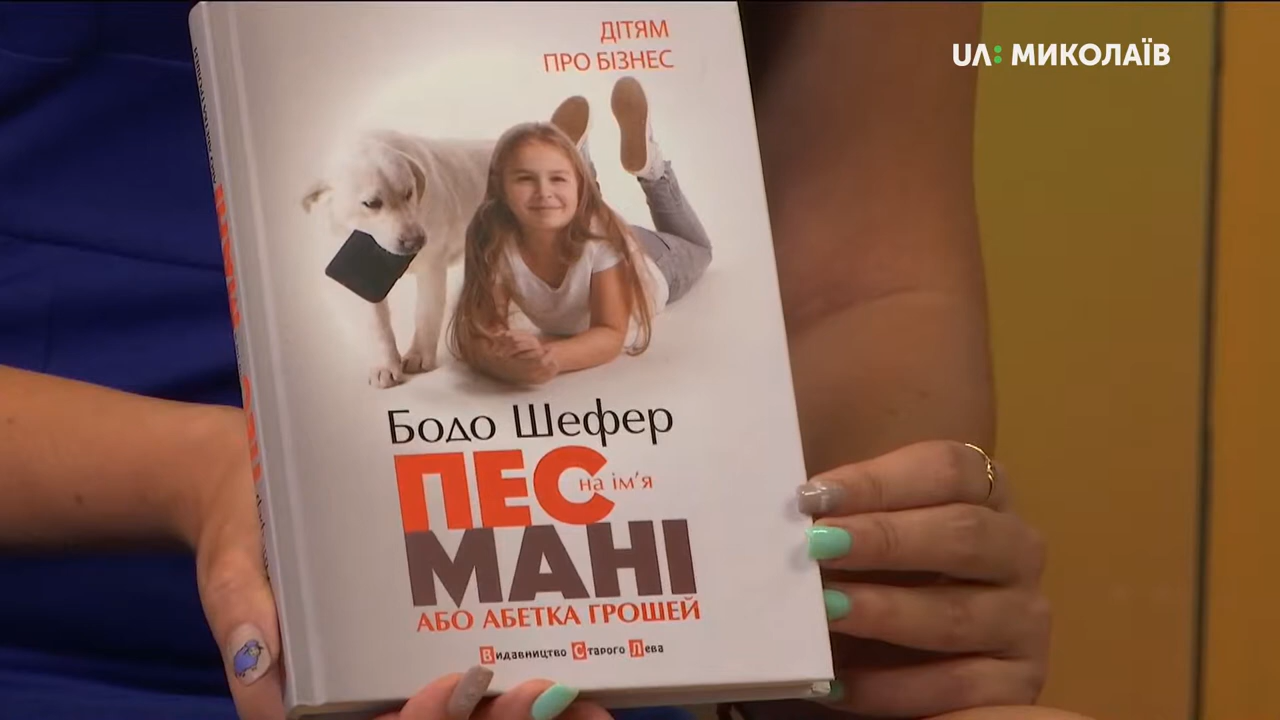 ДІТЯМ
ПРО БІЗНЕС
UA: МИКОЛАЇВ
Бодо Шефер
ПЕС
на ім'я
МАНІ
АБО АБЕТКА ГРОШЕЙ
Видавництво Старого Лева